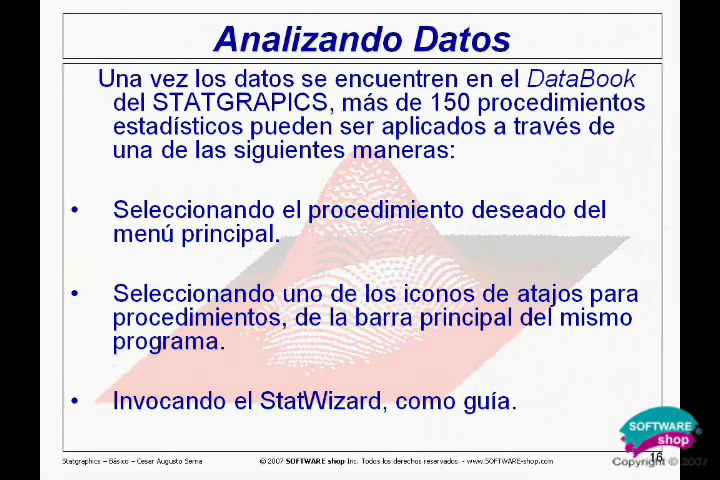 Analizando Datos
Una vez los datos se encuentren en el DataBook
del STATGRAPICS, más de 150 procedimientos
estadísticos pueden ser aplicados a través de
una de las siguientes maneras:
• Seleccionando el procedimiento deseado del
menú principal.
• Seleccionando uno de los iconos de atajos para
procedimientos, de la barra principal del mismo
programa.
• Invocando el StatWizard, como guía.
SOFTWARE
shop
®
16
Copyright © 2007
Statgraphics – Básico – Cesar Augusto Serna
© 2007 SOFTWARE shop Inc. Todos los derechos reservados. - www.SOFTWARE-shop.com